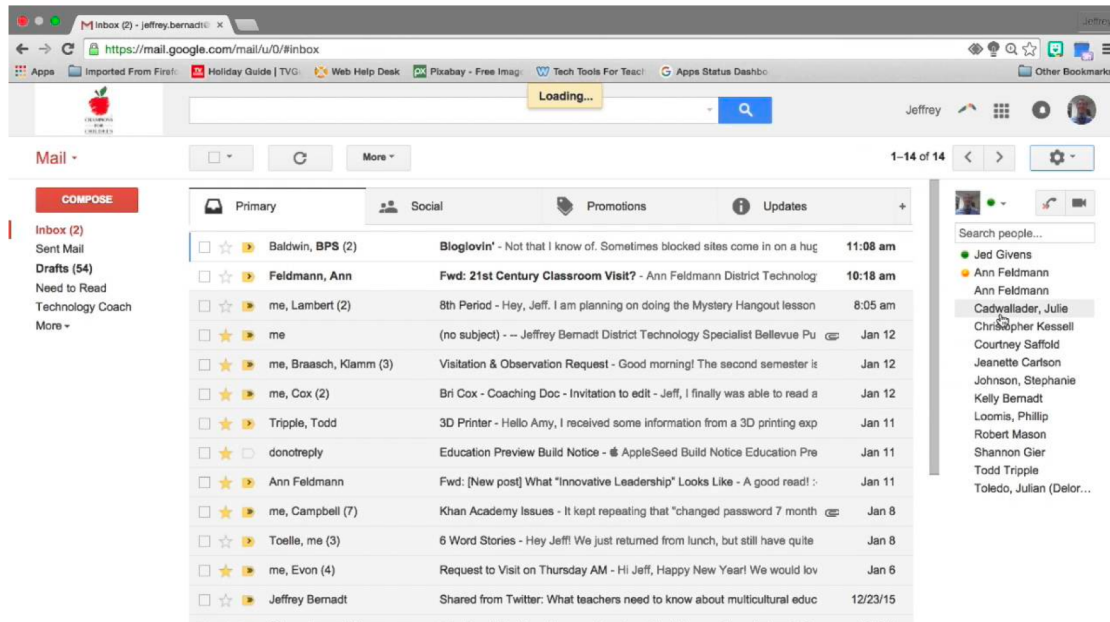 Inbox (2) - jeffrey.bernadt@ ×
Jeffrey
https://mail.google.com/mail/u/0/#inbox
Apps Imported From Firefo Holiday Guide | TVG Web Help Desk Pixabay - Free Image Tech Tools For Teach Apps Status Dashbo Other Bookmarks
Loading...
CHAMPIONS
FOR
CHILDREN
Jeffrey
Mail
More
1–14 of 14
COMPOSE
Inbox (2)
Sent Mail
Drafts (54)
Need to Read
Technology Coach
More
Primary Social Promotions Updates +
Baldwin, BPS (2) Bloglovin' - Not that I know of. Sometimes blocked sites come in on a hug 11:08 am
Feldmann, Ann Fwd: 21st Century Classroom Visit? - Ann Feldmann District Technolog 10:18 am
me, Lambert (2) 8th Period - Hey, Jeff. I am planning on doing the Mystery Hangout lesson 8:05 am
me (no subject) - -- Jeffrey Bernadt District Technology Specialist Bellevue Pu Jan 12
me, Braasch, Klamm (3) Visitation & Observation Request - Good morning! The second semester is Jan 12
me, Cox (2) Bri Cox - Coaching Doc - Invitation to edit - Jeff, I finally was able to read a Jan 12
Tripple, Todd 3D Printer - Hello Amy, I received some information from a 3D printing exp Jan 11
donotreply Education Preview Build Notice - AppleSeed Build Notice Education Pre Jan 11
Ann Feldmann Fwd: [New post] What "Innovative Leadership" Looks Like - A good read! :- Jan 11
me, Campbell (7) Khan Academy Issues - It kept repeating that "changed password 7 month Jan 8
Toelle, me (3) 6 Word Stories - Hey Jeff! We just returned from lunch, but still have quite Jan 8
me, Evon (4) Request to Visit on Thursday AM - Hi Jeff, Happy New Year! We would lov Jan 6
Jeffrey Bernadt Shared from Twitter: What teachers need to know about multicultural educ 12/23/15
Search people...
Jed Givens
Ann Feldmann
Ann Feldmann
Cadwallader, Julie
Christopher Kessell
Courtney Saffold
Jeanette Carlson
Johnson, Stephanie
Kelly Bernadt
Loomis, Phillip
Robert Mason
Shannon Gier
Todd Tripple
Toledo, Julian (Delor...